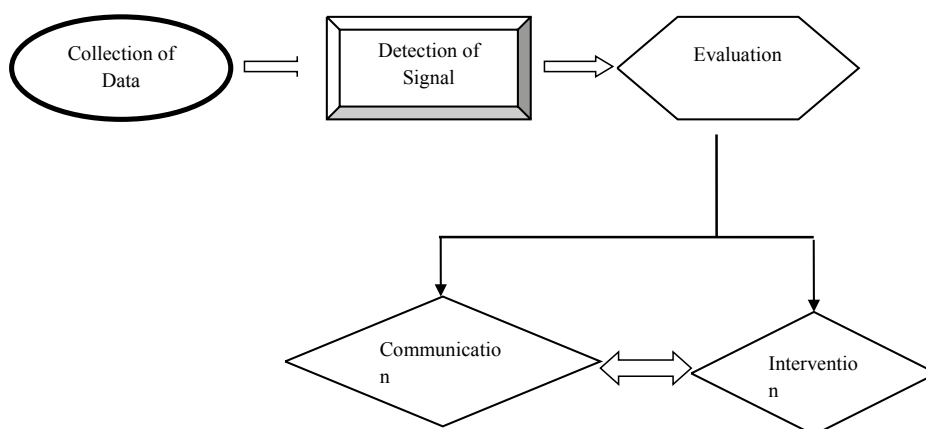 Collection of
Data
Detection of
Signal
Evaluation
Communicatio
n
Interventio
n